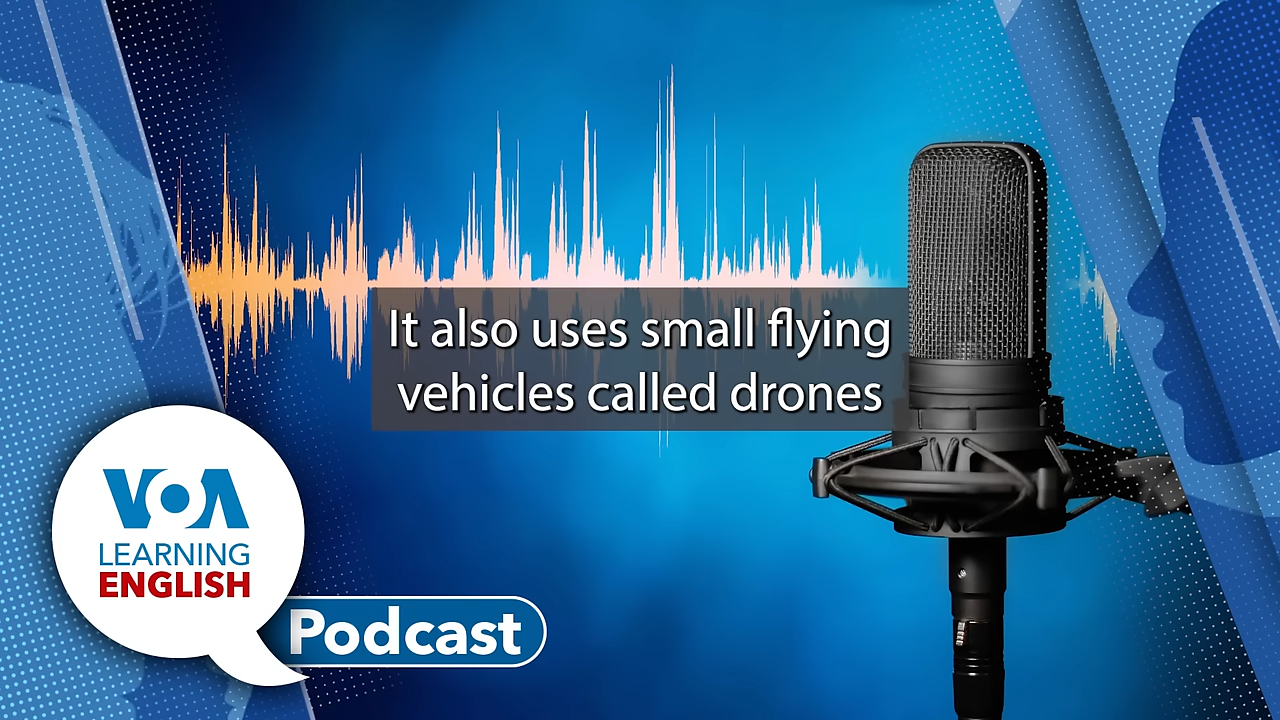 It also uses small flying
vehicles called drones
VOA
LEARNING
ENGLISH
Podcast